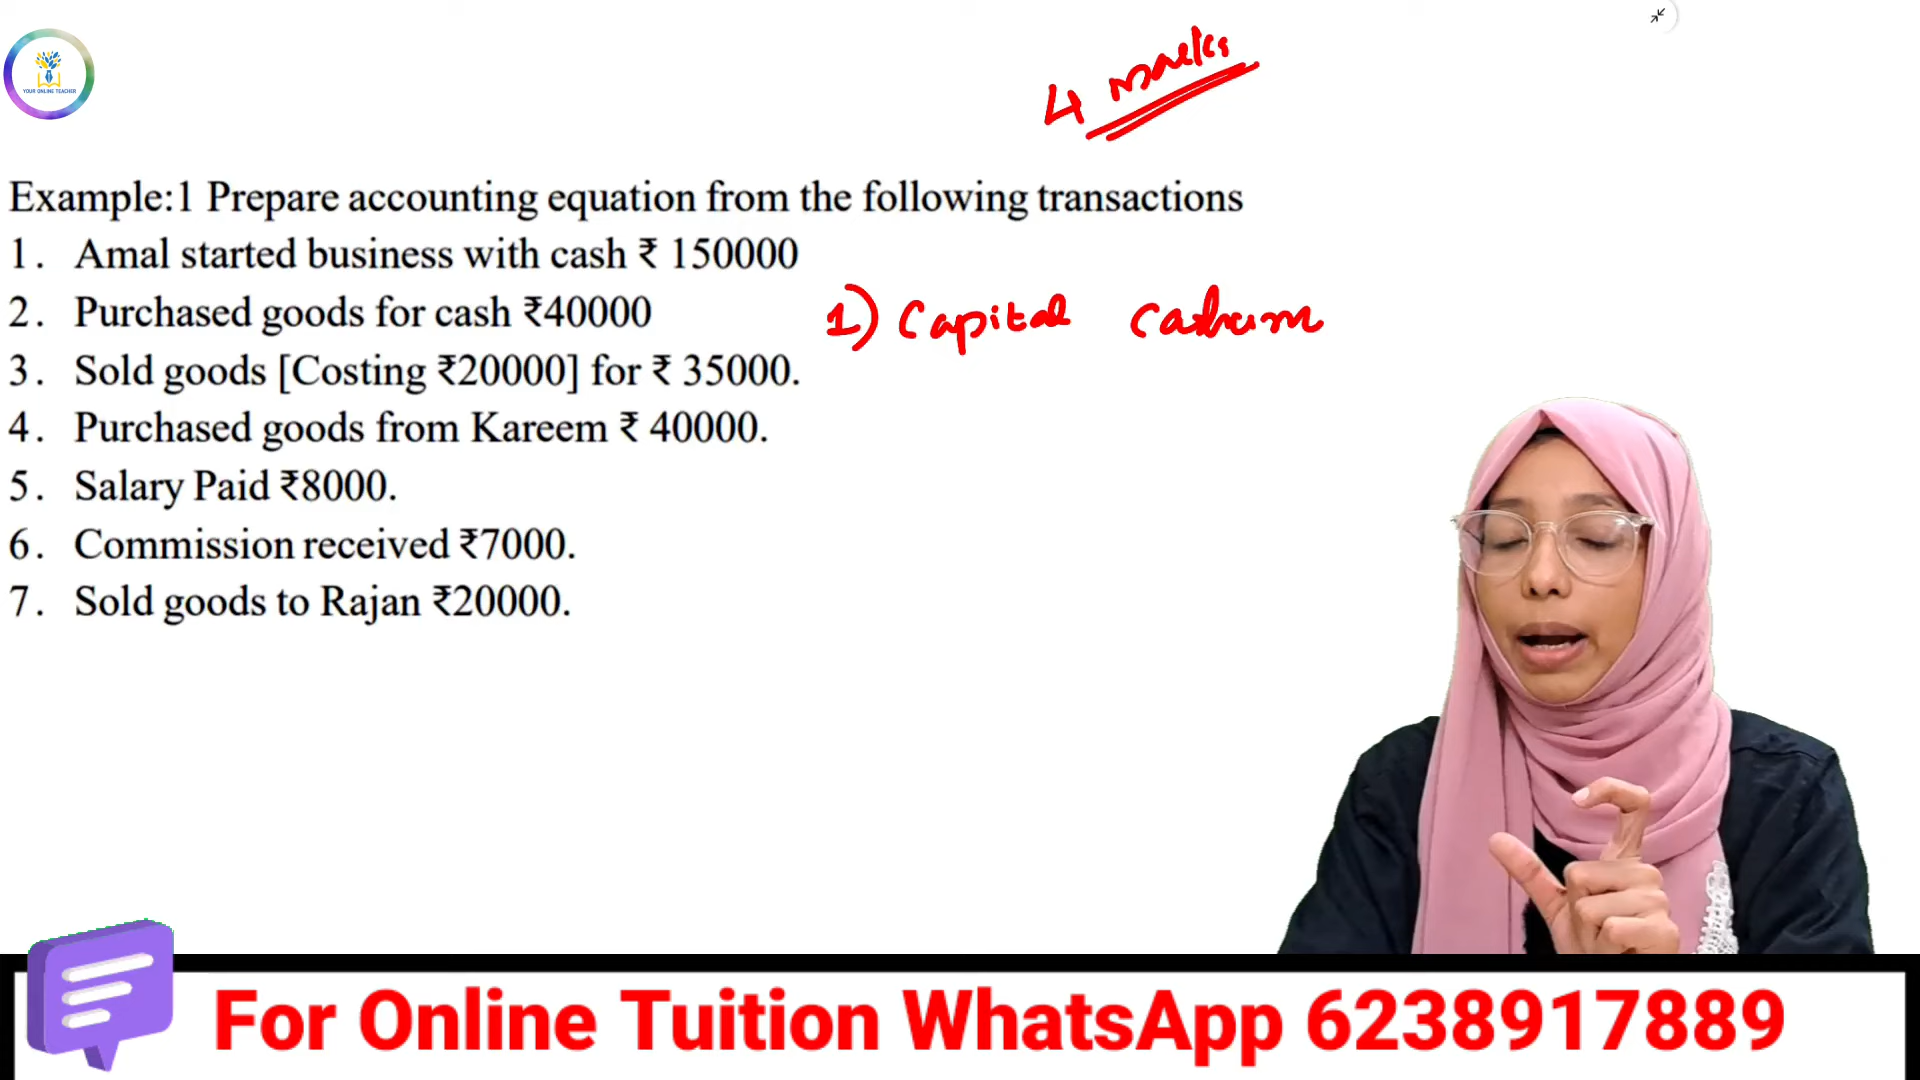 YOUR ONLINE TEACHER
4 marks
Example:1 Prepare accounting equation from the following transactions
1. Amal started business with cash ₹ 150000
2. Purchased goods for cash ₹40000
1) Capital
3. Sold goods [Costing ₹20000] for ₹ 35000.
4. Purchased goods from Kareem ₹ 40000.
5. Salary Paid ₹8000.
6. Commission received ₹7000.
7. Sold goods to Rajan ₹20000.
For Online Tuition WhatsApp 6238917889